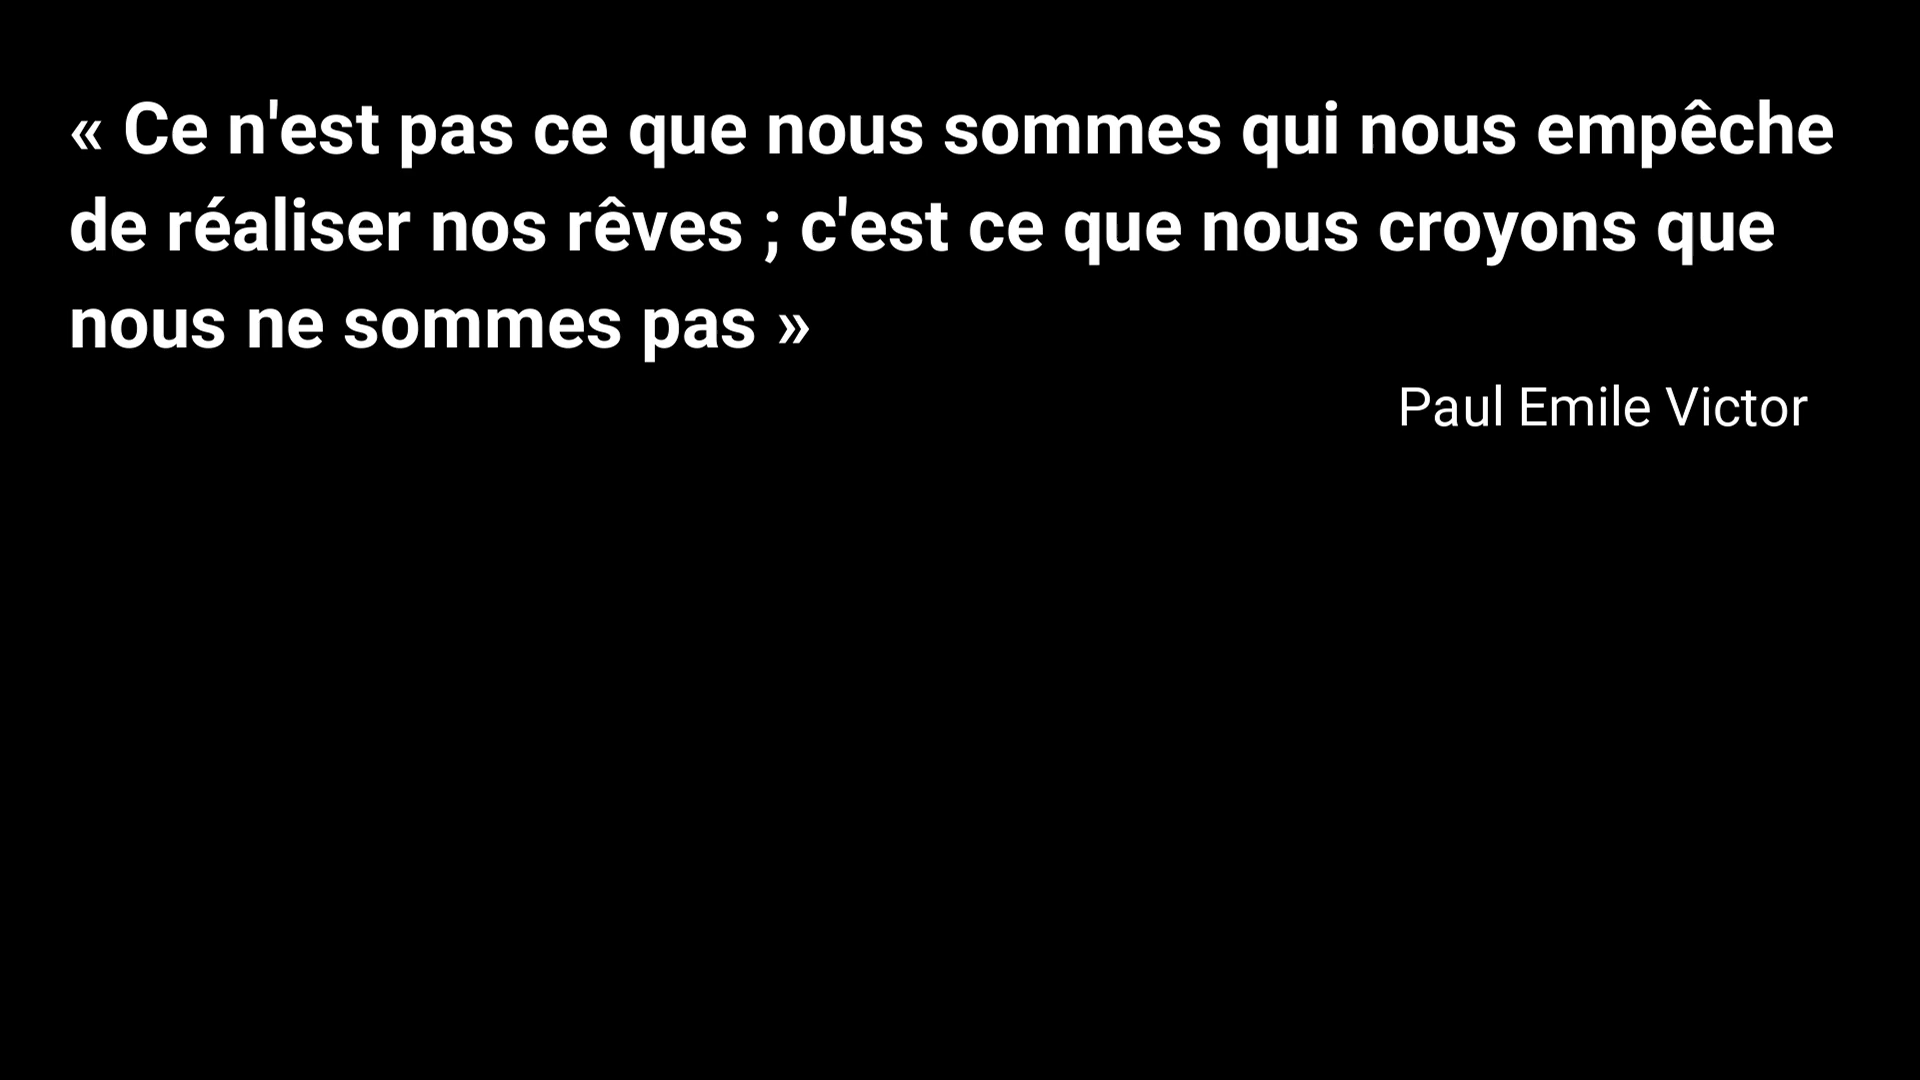 « Ce n'est pas ce que nous sommes qui nous empêche
de réaliser nos rêves ; c'est ce que nous croyons que
nous ne sommes pas »
Paul Emile Victor